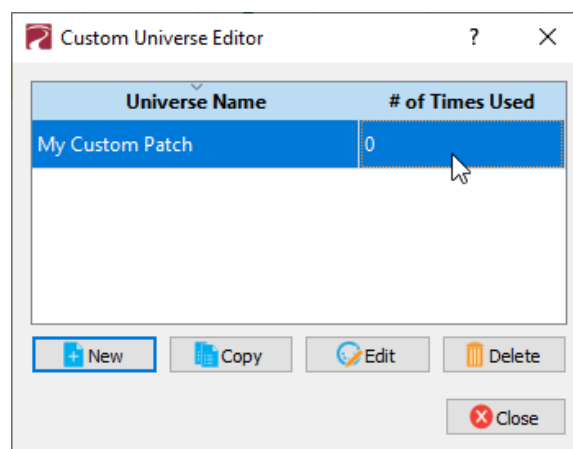 Custom Universe Editor ? X
Universe Name # of Times Used
My Custom Patch 0
New Copy Edit Delete
Close